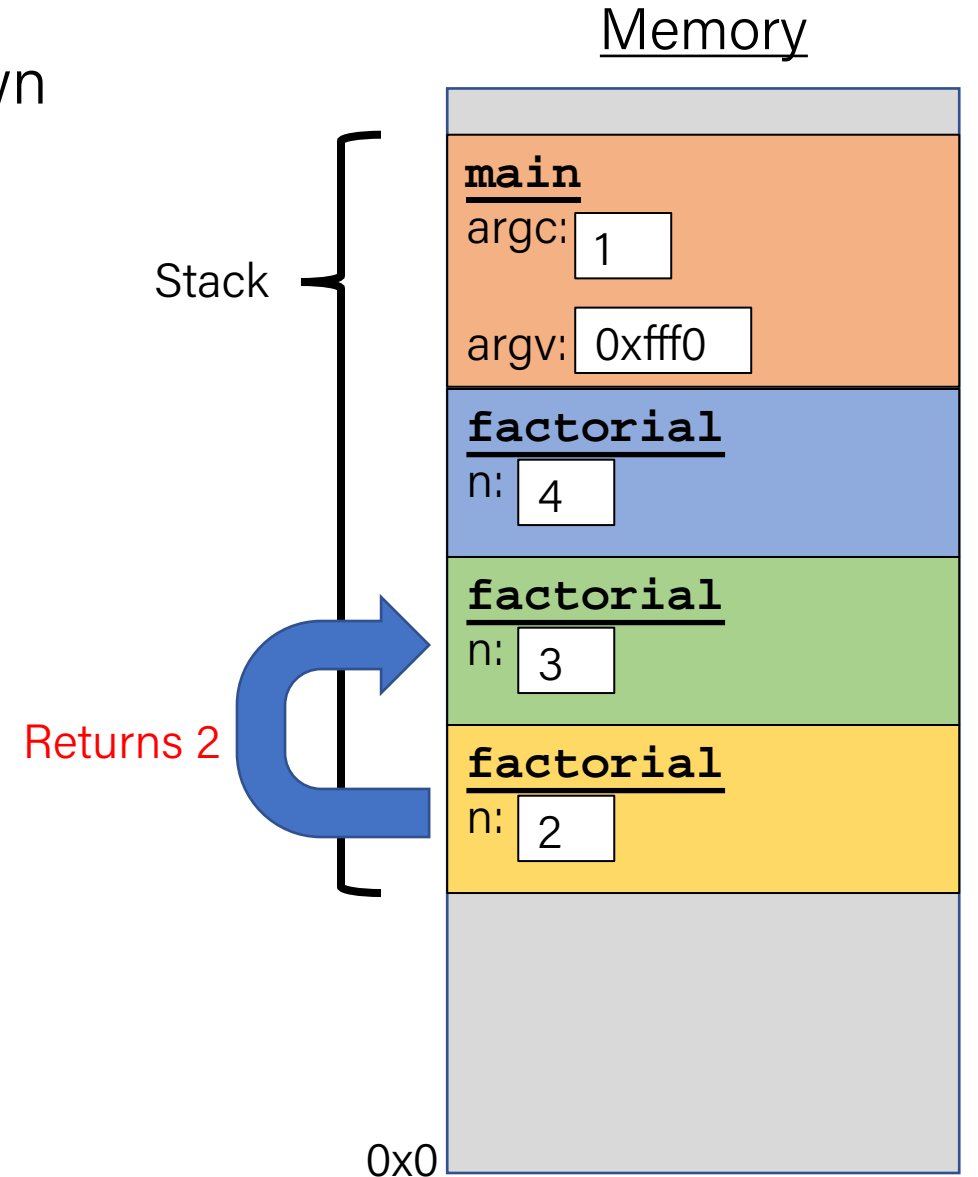 Memory
wn
main
argc: 1
Stack
argv: 0xfff0
factorial
n: 4
factorial
n: 3
Returns 2
factorial
n: 2
0x0